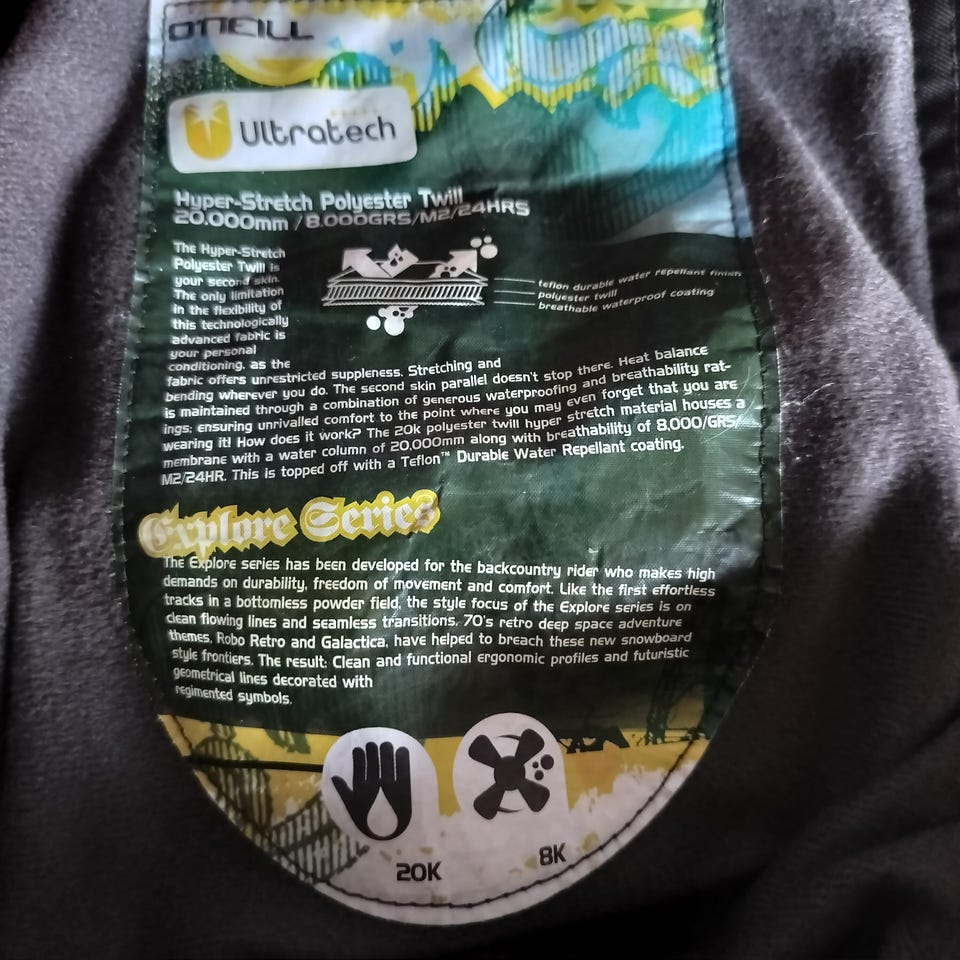 O'NEILL
Ultratech
Hyper-Stretch Polyester Twill
20.000mm / 8.000GRS/M2/24HRS
The Hyper-Stretch
Polyester Twill is
your second skin.
The only limitation
in the flexibility of
this technologically
advanced fabric is
your personal
conditioning, as the
teflon durable water repellant finish
polyester twill
breathable waterproof coating
fabric offers unrestricted suppleness. Stretching and
bending wherever you do. The second skin parallel doesn't stop there. Heat balance
is maintained through a combination of generous waterproofing and breathability rat-
ings; ensuring unrivalled comfort to the point where you may even forget that you are
wearing it! How does it work? The 20k polyester twill hyper stretch material houses a
membrane with a water column of 20,000mm along with breathability of 8,000/GRS/
M2/24HR. This is topped off with a Teflon™ Durable Water Repellant coating.
Explore Series
The Explore series has been developed for the backcountry rider who makes high
demands on durability, freedom of movement and comfort. Like the first effortless
tracks in a bottomless powder field, the style focus of the Explore series is on
clean flowing lines and seamless transitions. 70's retro deep space adventure
themes, Robo Retro and Galactica, have helped to breach these new snowboard
style frontiers. The result: Clean and functional ergonomic profiles and futuristic
geometrical lines decorated with
regimented symbols.
20K
8K